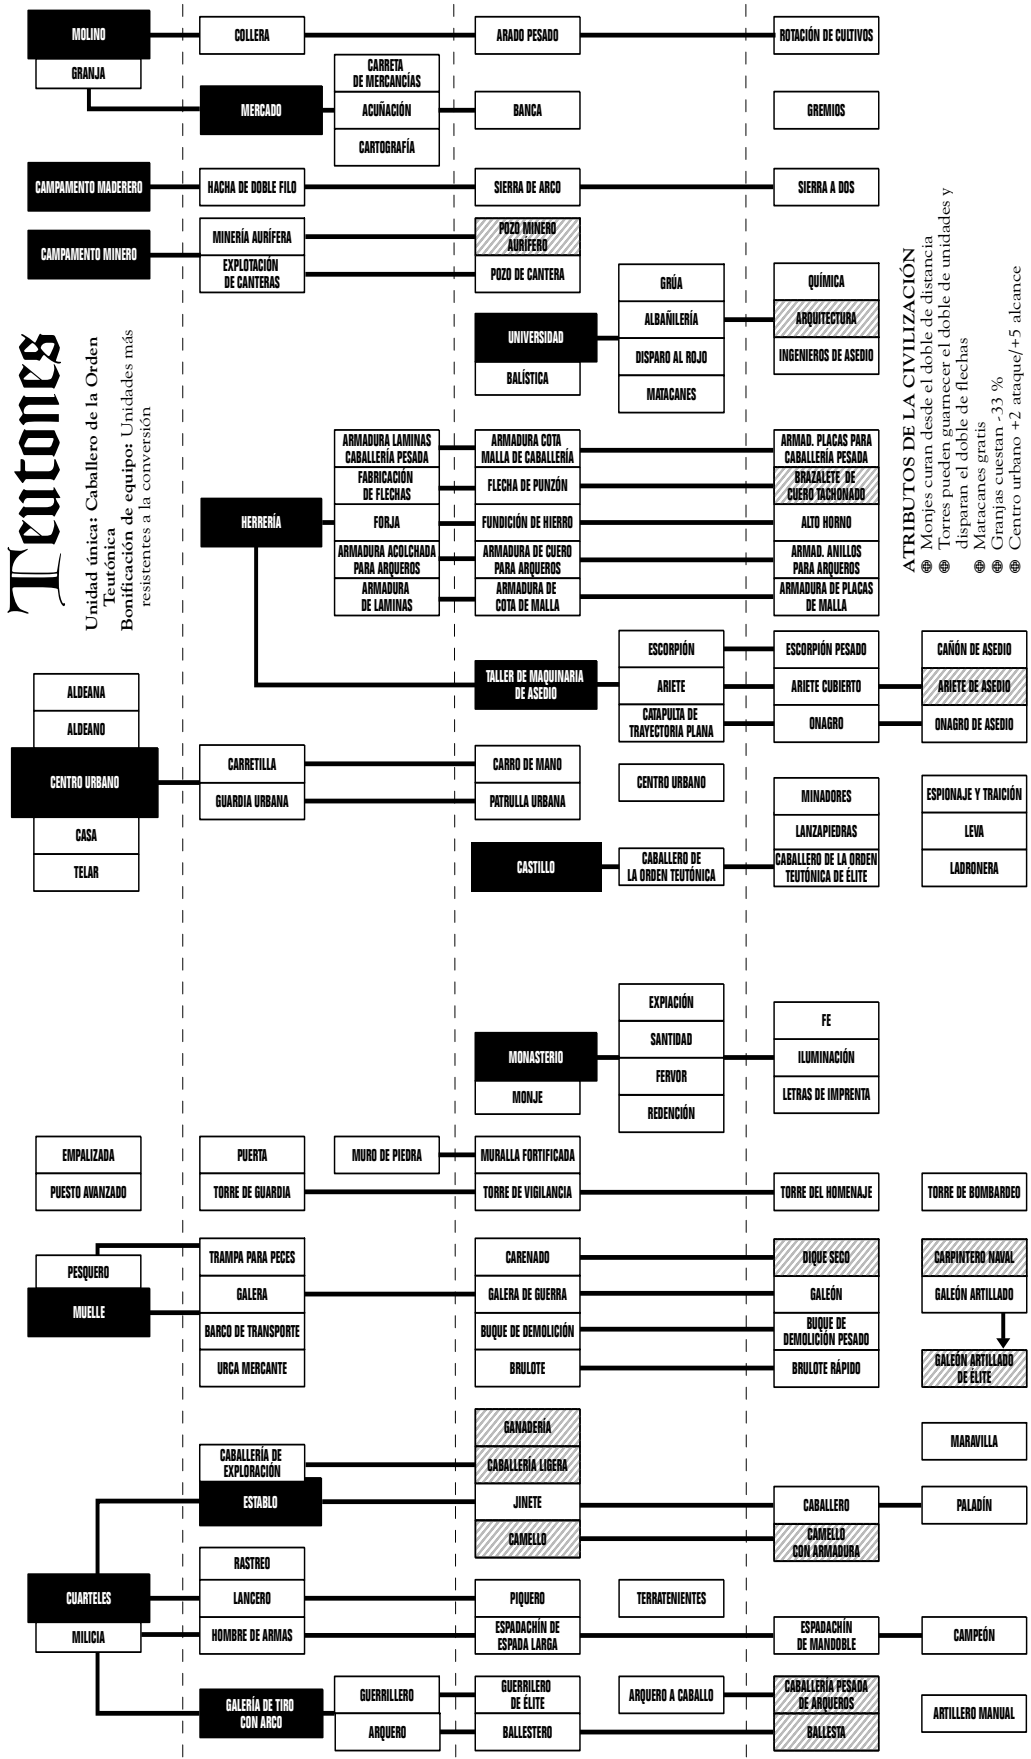 MOLINO
COLLERA
ARADO PESADO
ROTACIÓN DE CULTIVOS
GRANJA
MERCADO
CARRETA
DE MERCANCÍAS
ACUÑACIÓN
CARTOGRAFÍA
BANCA
GREMIOS
CAMPAMENTO MADERERO
HACHA DE DOBLE FILO
SIERRA DE ARCO
SIERRA A DOS
CAMPAMENTO MINERO
MINERÍA AURÍFERA
POZO MINERO
AURÍFERO
EXPLOTACIÓN
DE CANTERAS
POZO DE CANTERA
UNIVERSIDAD
BALÍSTICA
GRÚA
ALBAÑILERÍA
DISPARO AL ROJO
MATACANES
QUÍMICA
ARQUITECTURA
INGENIEROS DE ASEDIO
Teutones
Unidad única: Caballero de la Orden
Teutónica
Bonificación de equipo: Unidades más
resistentes a la conversión
ATRIBUTOS DE LA CIVILIZACIÓN
Monjes curan desde el doble de distancia
Torres pueden guarnecer el doble de unidades y
disparan el doble de flechas
Matacanes gratis
Granjas cuestan -33 %
Centro urbano +2 ataque/+5 alcance
HERRERÍA
ARMADURA LAMINAS
CABALLERÍA PESADA
ARMADURA COTA
MALLA DE CABALLERÍA
ARMAD. PLACAS PARA
CABALLERÍA PESADA
FABRICACIÓN
DE FLECHAS
FLECHA DE PUNZÓN
BRAZALETE DE
CUERO TACHONADO
FORJA
FUNDICIÓN DE HIERRO
ALTO HORNO
ARMADURA ACOLCHADA
PARA ARQUEROS
ARMADURA DE CUERO
PARA ARQUEROS
ARMAD. ANILLOS
PARA ARQUEROS
ARMADURA
DE LAMINAS
ARMADURA DE
COTA DE MALLA
ARMADURA DE PLACAS
DE MALLA
TALLER DE MAQUINARIA
DE ASEDIO
ESCORPIÓN
ESCORPIÓN PESADO
CAÑÓN DE ASEDIO
ARIETE
ARIETE CUBIERTO
ARIETE DE ASEDIO
CATAPULTA DE
TRAYECTORIA PLANA
ONAGRO
ONAGRO DE ASEDIO
ALDEANA
ALDEANO
CENTRO URBANO
CASA
TELAR
CARRETILLA
CARRO DE MANO
GUARDIA URBANA
PATRULLA URBANA
CENTRO URBANO
MINADORES
LANZAPIEDRAS
ESPIONAJE Y TRAICIÓN
LEVA
LADRONERA
CASTILLO
CABALLERO DE
LA ORDEN TEUTÓNICA
CABALLERO DE LA ORDEN
TEUTÓNICA DE ÉLITE
MONASTERIO
MONJE
EXPIACIÓN
SANTIDAD
FERVOR
REDENCIÓN
FE
ILUMINACIÓN
LETRAS DE IMPRENTA
EMPALIZADA
PUESTO AVANZADO
PUERTA
MURO DE PIEDRA
MURALLA FORTIFICADA
TORRE DE GUARDIA
TORRE DE VIGILANCIA
TORRE DEL HOMENAJE
TORRE DE BOMBARDEO
PESQUERO
MUELLE
TRAMPA PARA PECES
CARENADO
DIQUE SECO
CARPINTERO NAVAL
GALERA
GALERA DE GUERRA
GALEÓN
GALEÓN ARTILLADO
BARCO DE TRANSPORTE
BUQUE DE DEMOLICIÓN
BUQUE DE
DEMOLICIÓN PESADO
URCA MERCANTE
BRULOTE
BRULOTE RÁPIDO
GALEÓN ARTILLADO
DE ÉLITE
GANADERÍA
MARAVILLA
CABALLERÍA DE
EXPLORACIÓN
CABALLERÍA LIGERA
ESTABLO
JINETE
CABALLERO
PALADÍN
CAMELLO
CAMELLO
CON ARMADURA
CUARTELES
MILICIA
RASTREO
LANCERO
PIQUERO
TERRATENIENTES
HOMBRE DE ARMAS
ESPADACHÍN DE
ESPADA LARGA
ESPADACHÍN
DE MANDOBLE
CAMPEÓN
GALERÍA DE TIRO
CON ARCO
GUERRILLERO
GUERRILERO
DE ÉLITE
ARQUERO A CABALLO
CABALLERÍA PESADA
DE ARQUEROS
ARTILLERO MANUAL
ARQUERO
BALLESTERO
BALLESTA